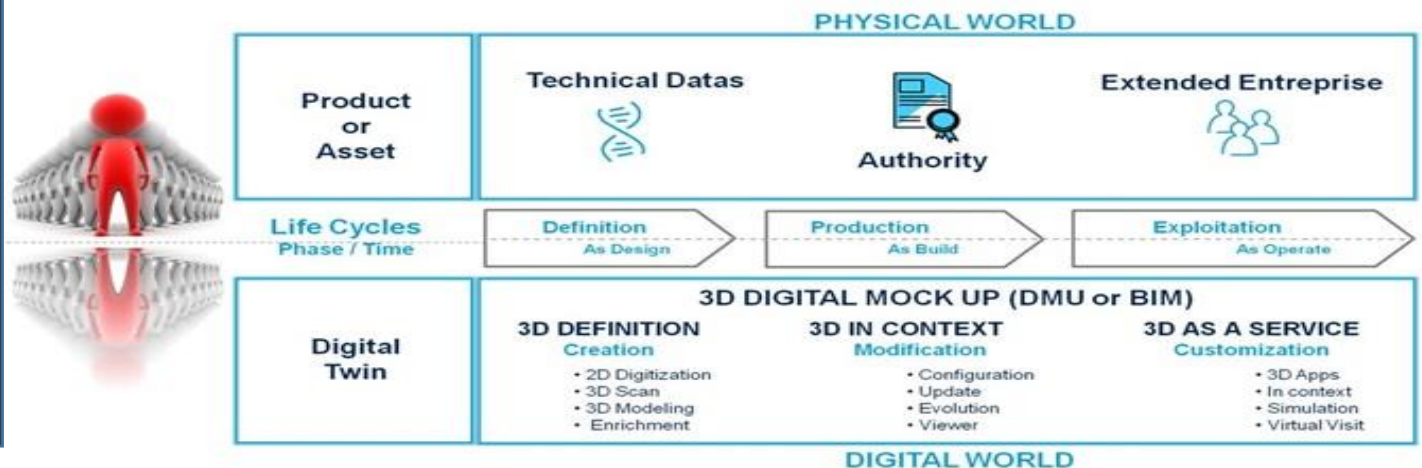 PHYSICAL WORLD
Product
or
Asset
Technical Datas
Authority
Extended Entreprise
Life Cycles
Phase / Time
Definition
As Design
Production
As Build
Exploitation
As Operate
Digital
Twin
3D DIGITAL MOCK UP (DMU or BIM)
3D DEFINITION
Creation
• 2D Digitization
• 3D Scan
• 3D Modeling
• Enrichment
3D IN CONTEXT
Modification
• Configuration
• Update
• Evolution
• Viewer
3D AS A SERVICE
Customization
• 3D Apps
• In context
• Simulation
• Virtual Visit
DIGITAL WORLD